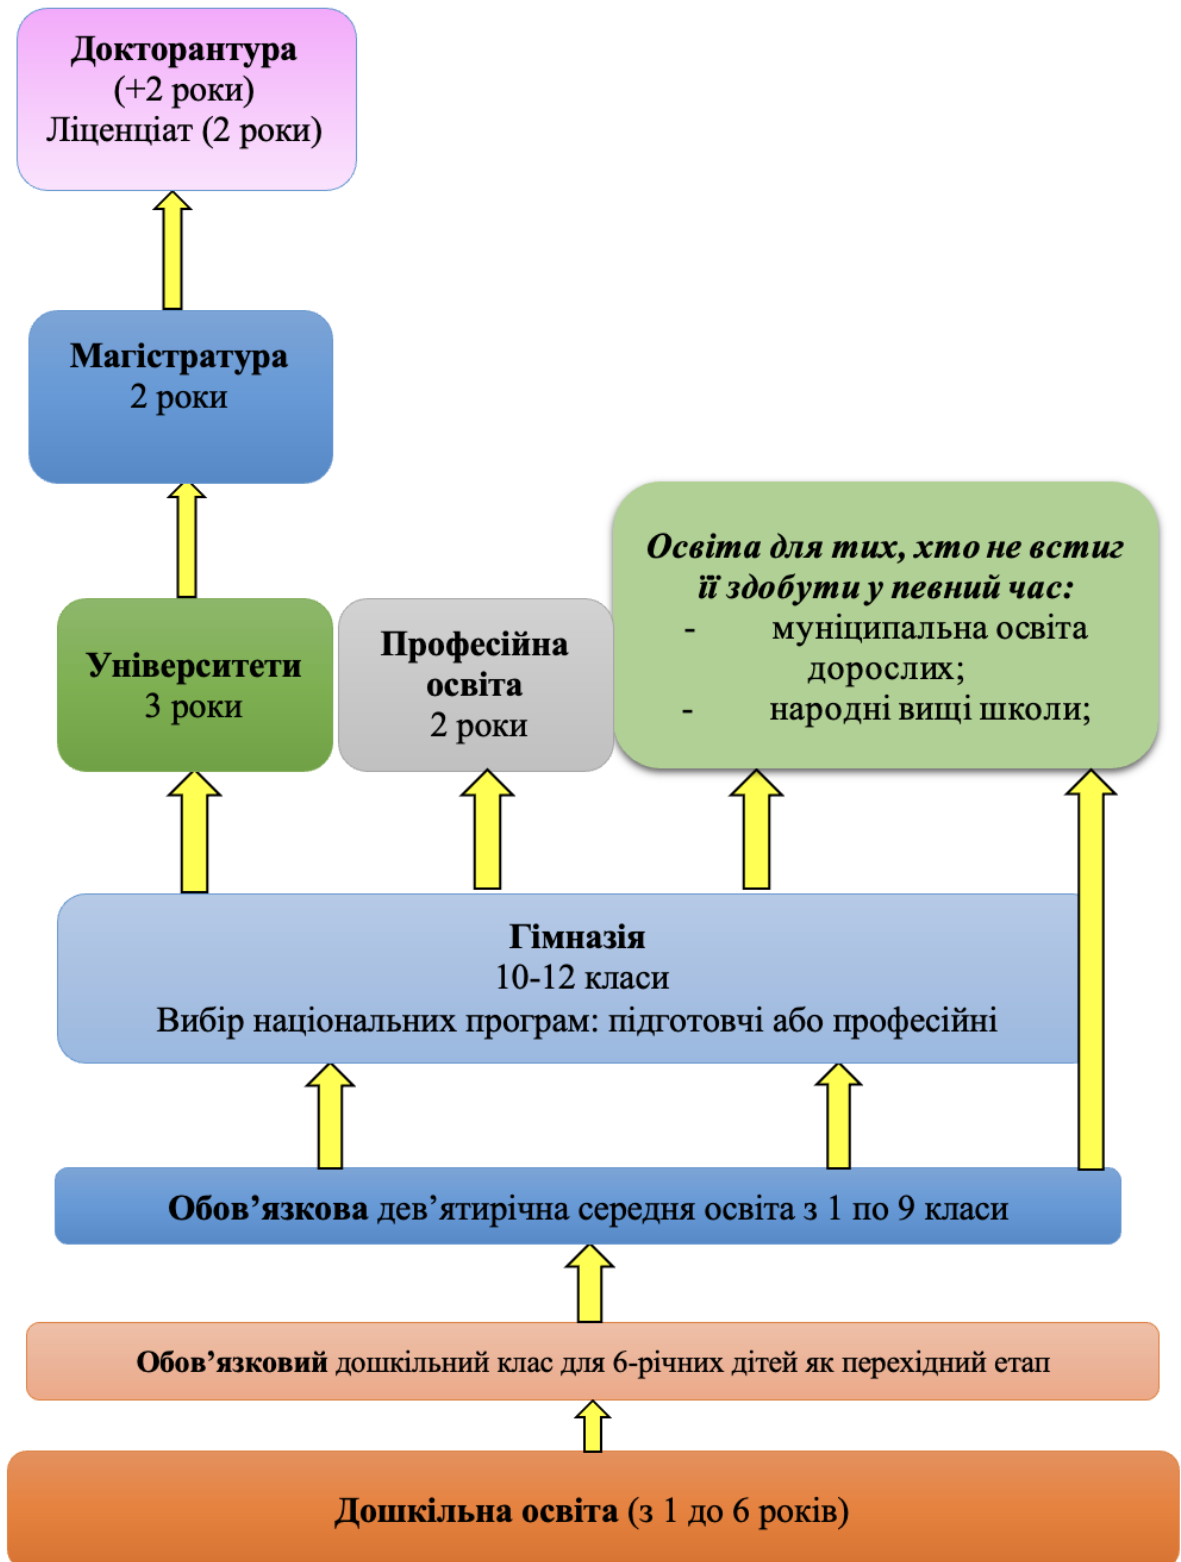 Докторантура
(+2 роки)
Ліценціат (2 роки)
Магістратура
2 роки
Університети
3 роки
Професійна
освіта
2 роки
Освіта для тих, хто не встиг
її здобути у певний час:
- муніципальна освіта
дорослих;
- народні вищі школи;
Гімназія
10-12 класи
Вибір національних програм: підготовчі або професійні
Обов’язкова дев’ятирічна середня освіта з 1 по 9 класи
Обов’язковий дошкільний клас для 6-річних дітей як перехідний етап
Дошкільна освіта (з 1 до 6 років)